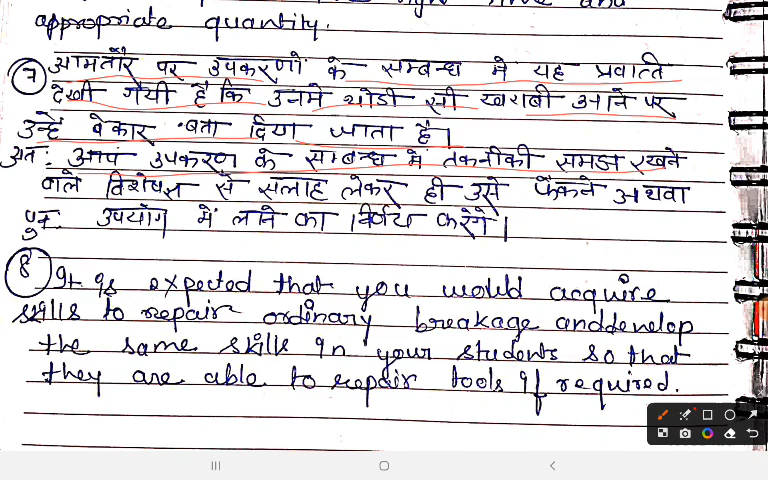 appropriate quantity.
⑦ आमतौर पर उपकरणों के सम्बन्ध मे यह प्रवात्ति
देखी गयी है कि उनमे थोडी सी खराबी आने पर
उन्हें बेकार बता दिया जाता है।
अतः आप उपकरण के सम्बन्ध मे तकनीकी समझ रखने
वाले विशेषज्ञ से सलाह लेकर ही उसे फेंकने अथवा
पुनः उपयोग में लाने का निर्णय करेगे।
⑧ It is expected that you would acquire
skills to repair ordinary breakage and develop
the same skills in your students so that
they are able to repair tools if required.